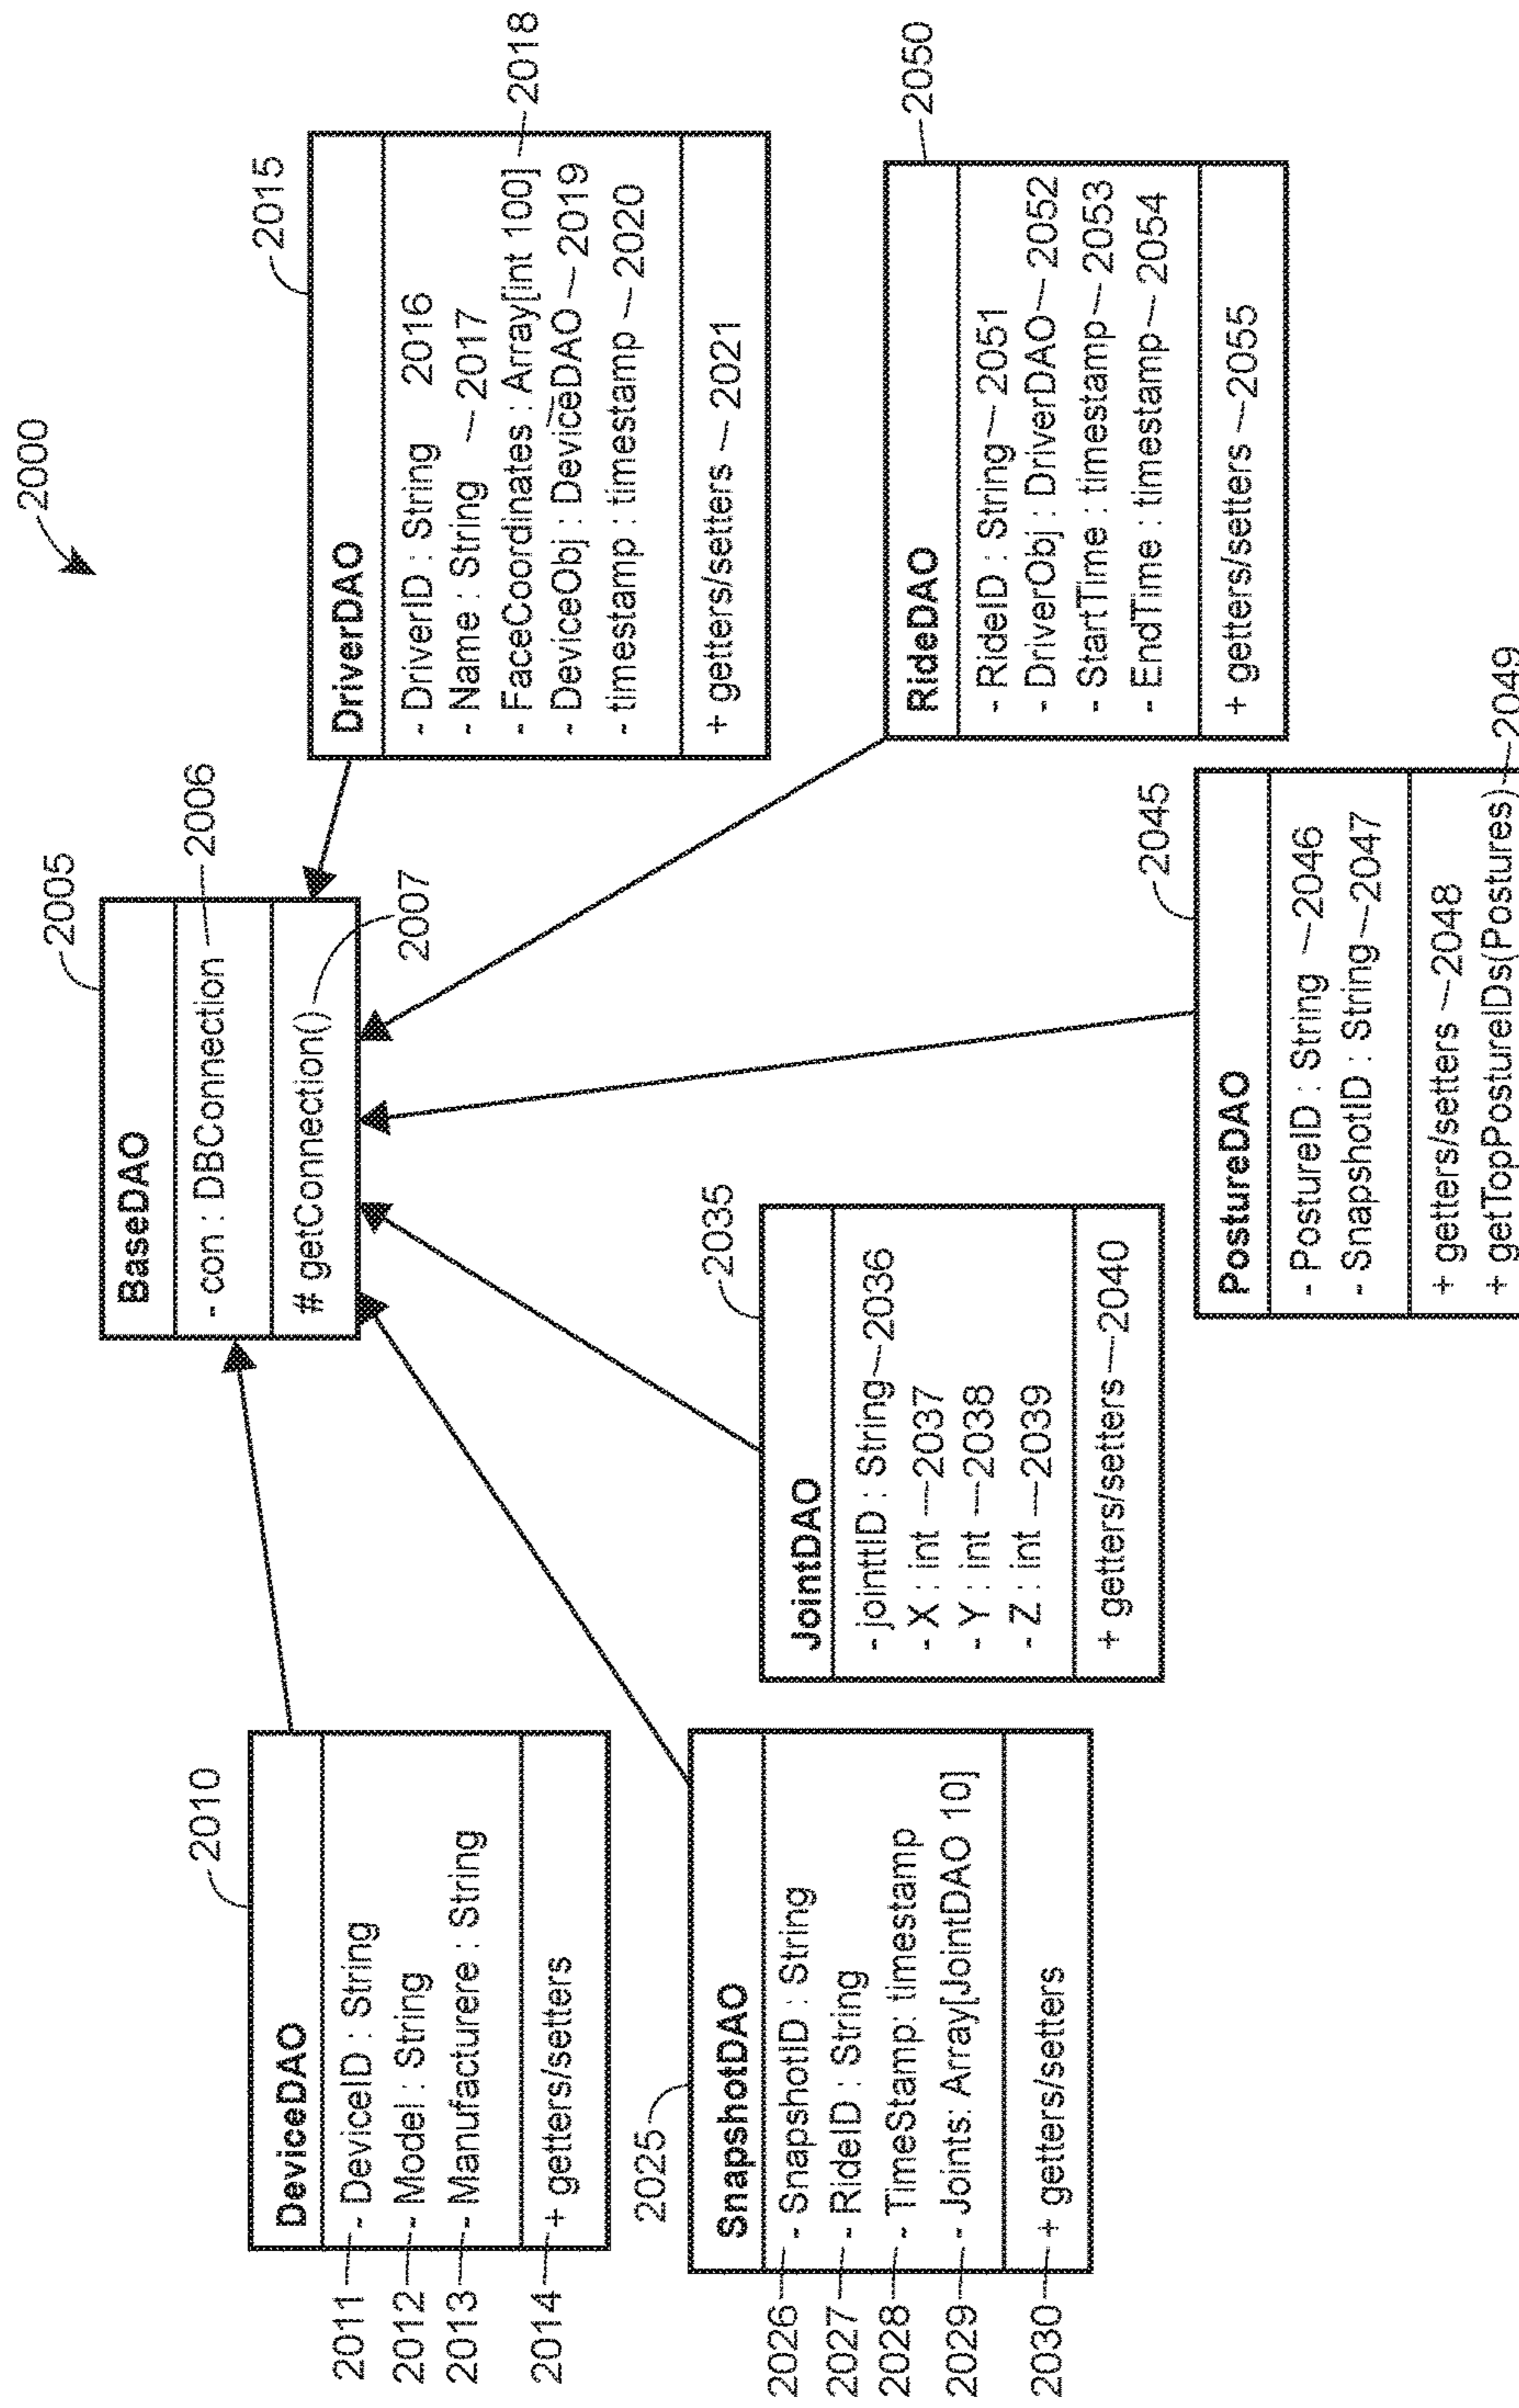 2000
2005
BaseDAO
- con : DBConnection 2006
# getConnection()
2007
2010
DeviceDAO
2011 - DeviceID : String
2012 - Model : String
2013 - Manufacturere : String
2014 + getters/setters
2015
DriverDAO
- DriverID : String 2016
- Name : String 2017
- FaceCoordinates : Array[int 100] 2018
- DeviceObj : DeviceDAO 2019
- timestamp : timestamp 2020
+ getters/setters 2021
2025
SnapshotDAO
2026 - SnapshotID : String
2027 - RideID : String
2028 - TimeStamp: timestamp
2029 - Joints: Array[JointDAO 10]
2030 + getters/setters
2035
JointDAO
- jointtID : String 2036
- X : int 2037
- Y : int 2038
- Z : int 2039
+ getters/setters 2040
2045
PostureDAO
- PostureID : String 2046
- SnapshotID : String 2047
+ getters/setters 2048
+ getTopPostureIDs(Postures) 2049
2050
RideDAO
- RideID : String 2051
- DriverObj : DriverDAO 2052
- StartTime : timestamp 2053
- EndTime : timestamp 2054
+ getters/setters 2055